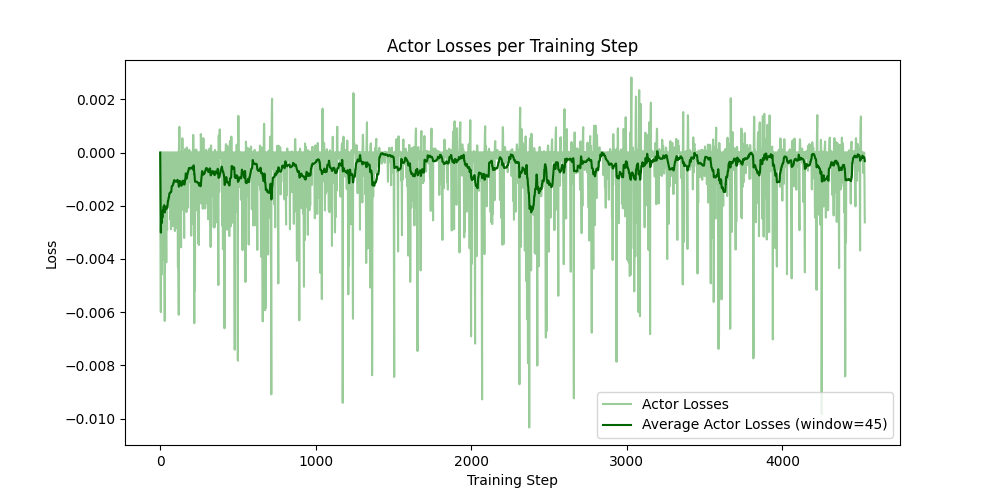 Actor Losses per Training Step
Loss
0.002
0.000
−0.002
−0.004
−0.006
−0.008
−0.010
0 1000 2000 3000 4000
Training Step
Actor Losses
Average Actor Losses (window=45)